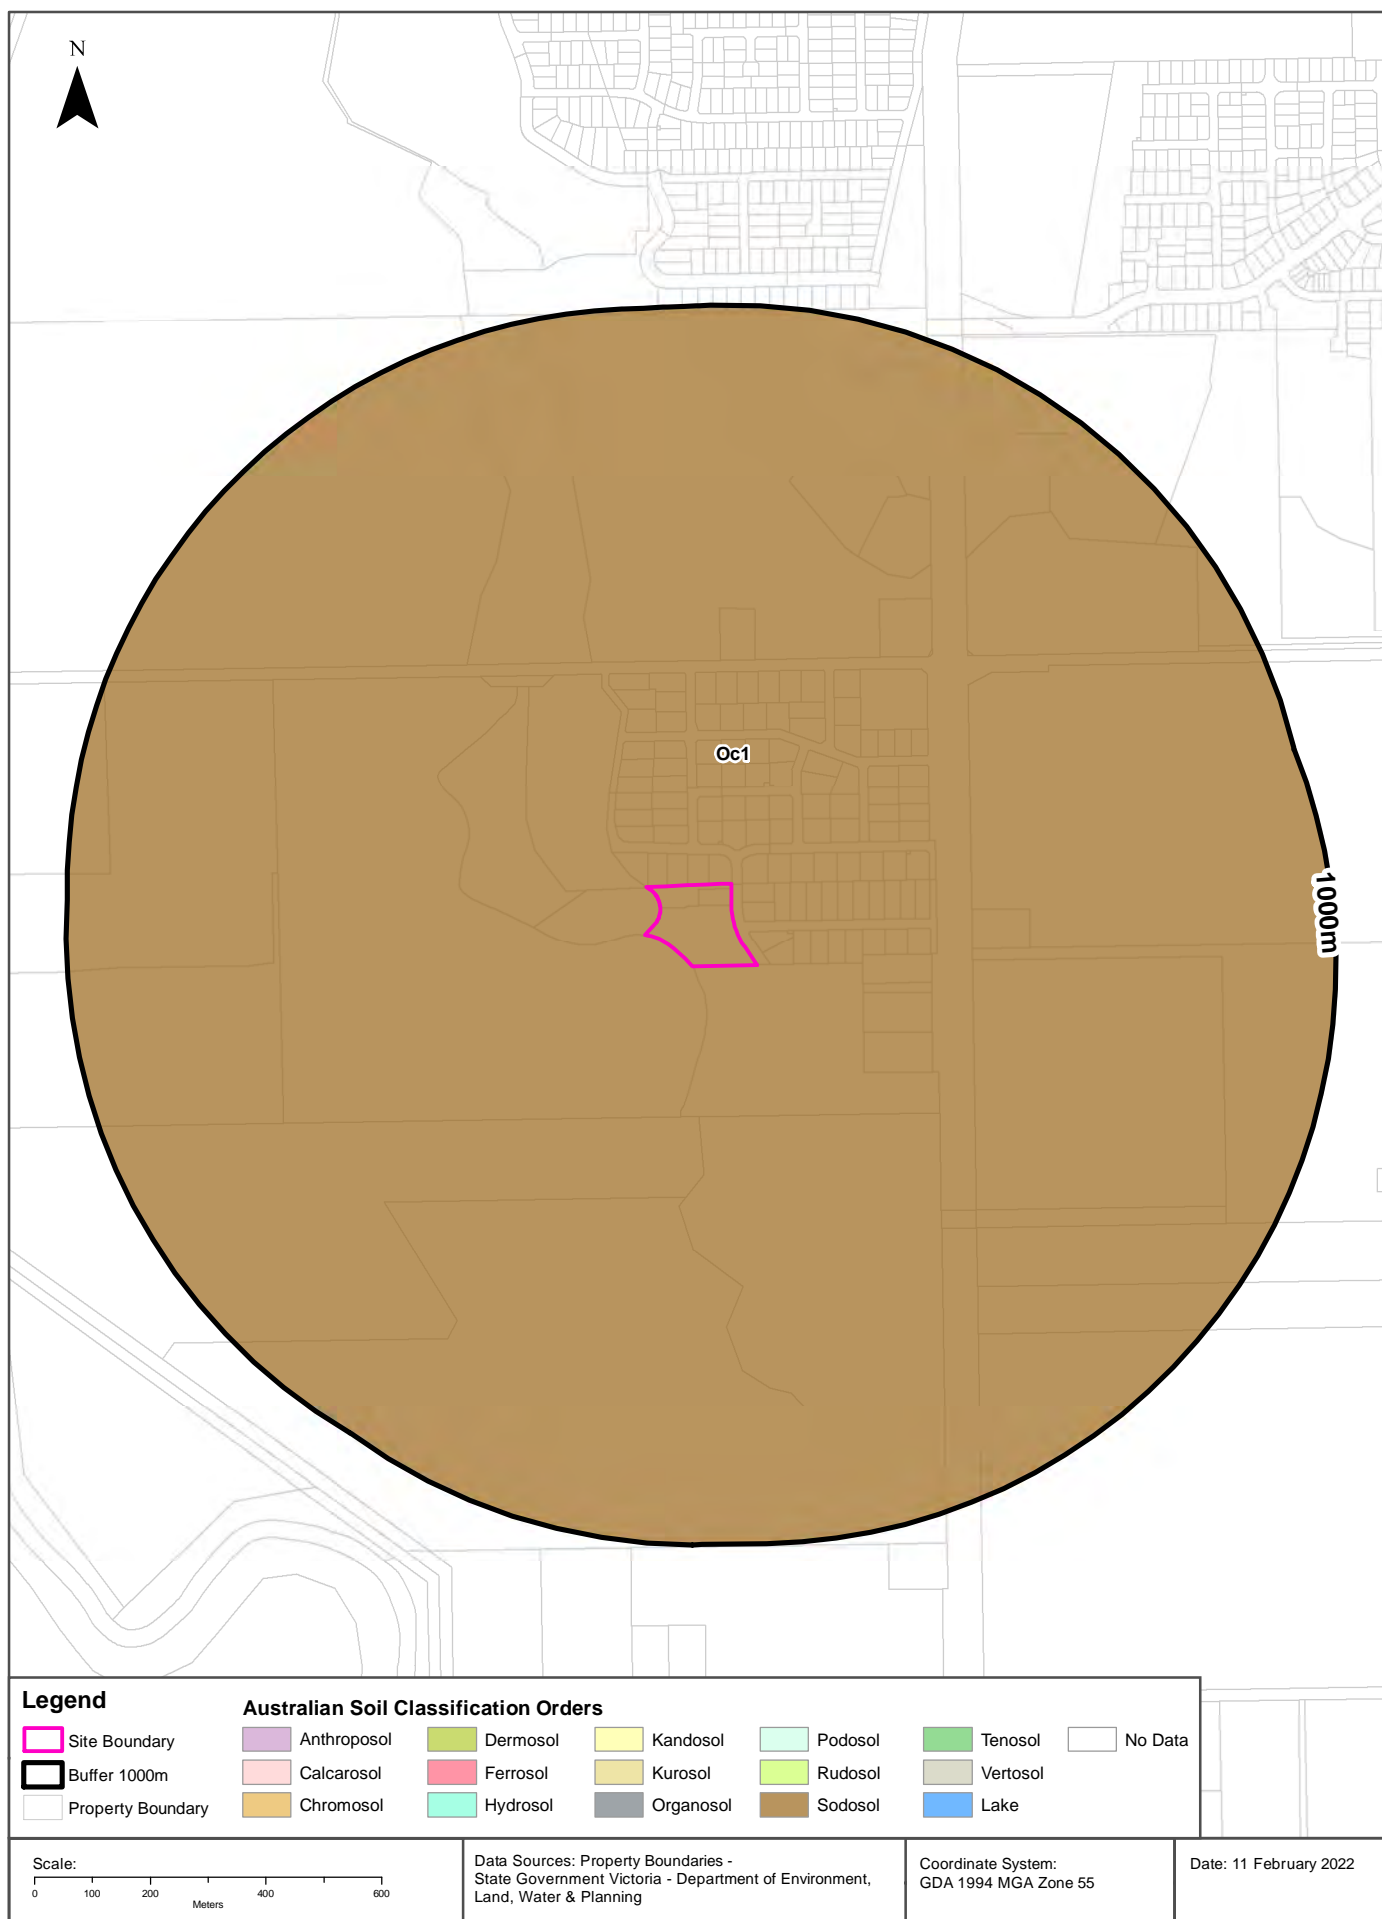 N
Oc1
1000m
Legend
Site Boundary
Buffer 1000m
Property Boundary
Australian Soil Classification Orders
Anthroposol
Calcarosol
Chromosol
Dermosol
Ferrosol
Hydrosol
Kandosol
Kurosol
Organosol
Podosol
Rudosol
Sodosol
Tenosol
Vertosol
Lake
No Data
Scale:
0 100 200 400 600
Meters
Data Sources: Property Boundaries -
State Government Victoria - Department of Environment,
Land, Water & Planning
Coordinate System:
GDA 1994 MGA Zone 55
Date: 11 February 2022